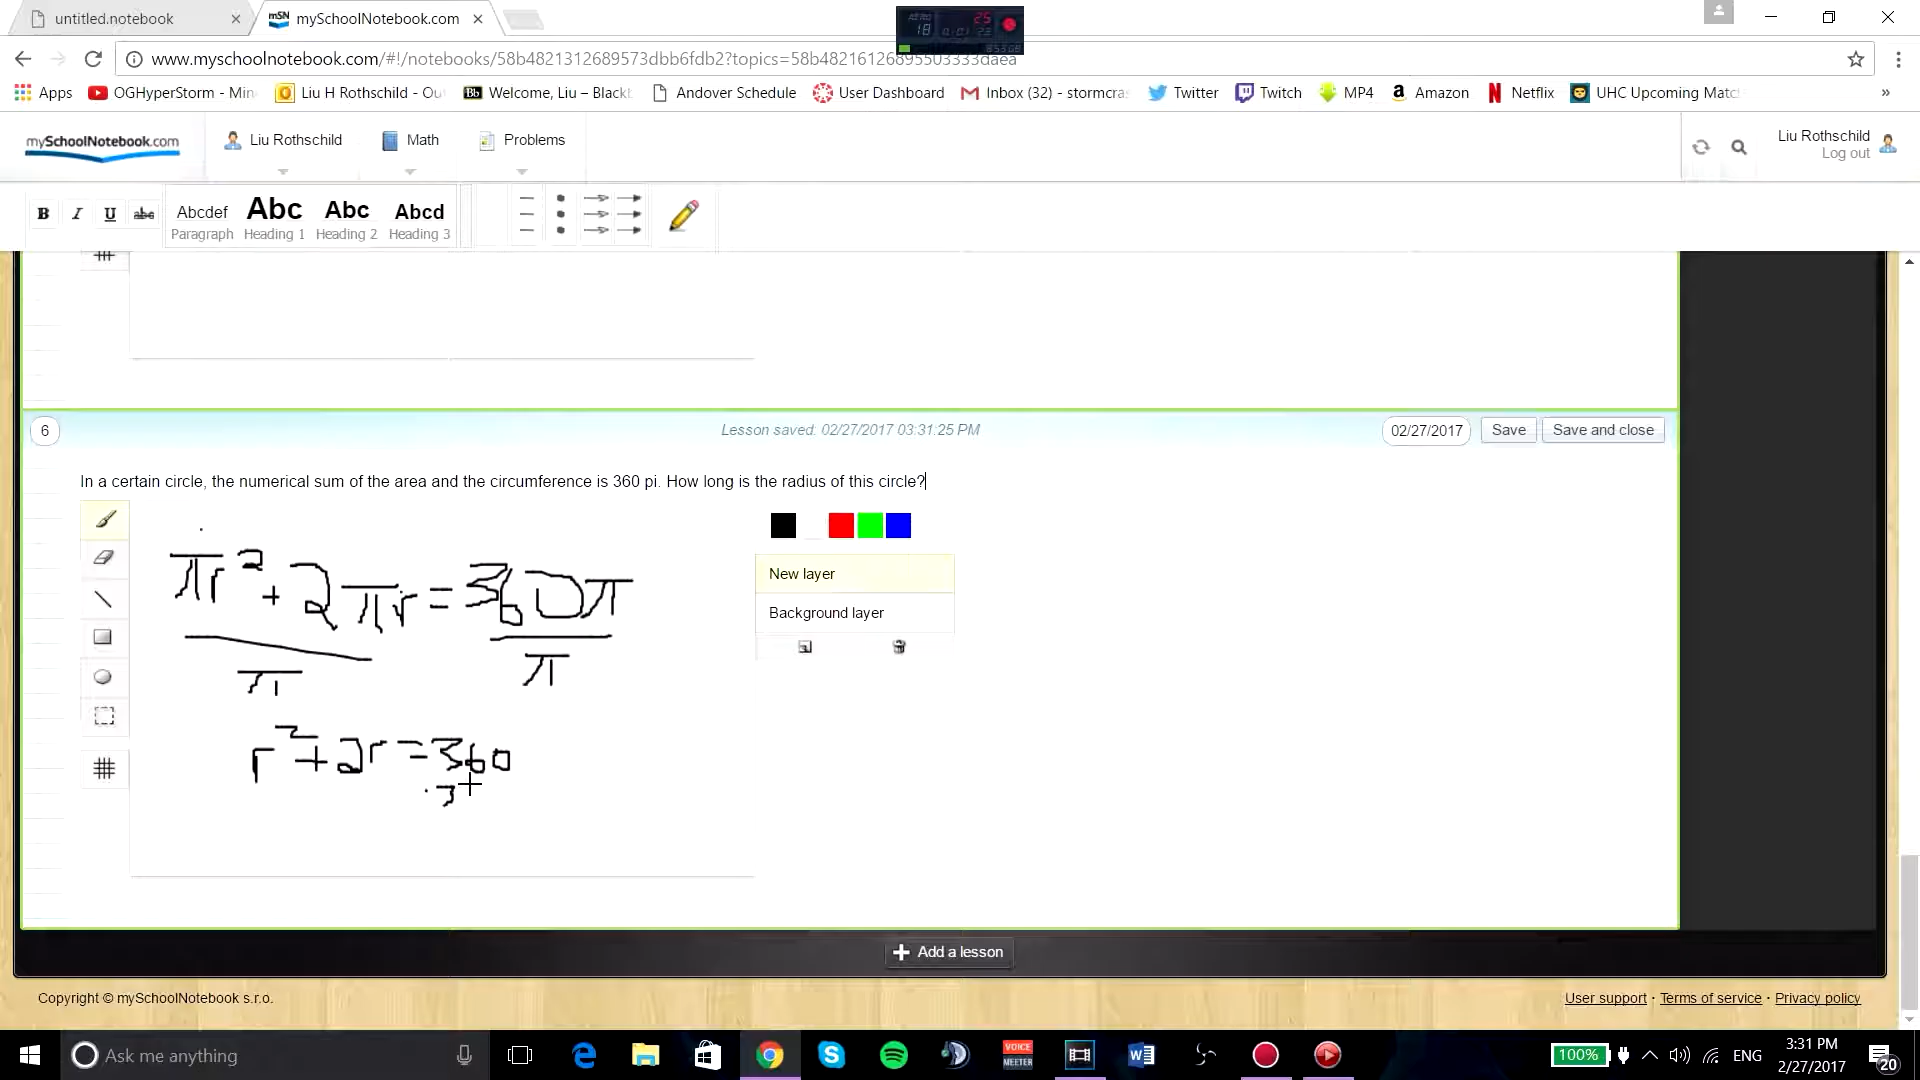 untitled.notebook
mySchoolNotebook.com
www.myschoolnotebook.com/#!/notebooks/58b4821312689573dbb6fdb2?topics=58b48216126895503333daea
Apps
OGHyperStorm - Min
Liu H Rothschild - Ou
Welcome, Liu – Black
Andover Schedule
User Dashboard
Inbox (32) - stormcra
Twitter
Twitch
MP4
Amazon
Netflix
UHC Upcoming Matc
»
mySchoolNotebook.com
Liu Rothschild
Math
Problems
Liu Rothschild
Log out
B I U abc
Abcdef Abc Abc Abcd
Paragraph Heading 1 Heading 2 Heading 3
6
Lesson saved: 02/27/2017 03:31:25 PM
02/27/2017
Save
Save and close
In a certain circle, the numerical sum of the area and the circumference is 360 pi. How long is the radius of this circle?
πr² + 2πr = 360π
π π
r² + 2r = 360
New layer
Background layer
Add a lesson
Copyright © mySchoolNotebook s.r.o.
User support · Terms of service · Privacy policy
Ask me anything
VOICE
MEETER
100%
ENG
3:31 PM
2/27/2017
20